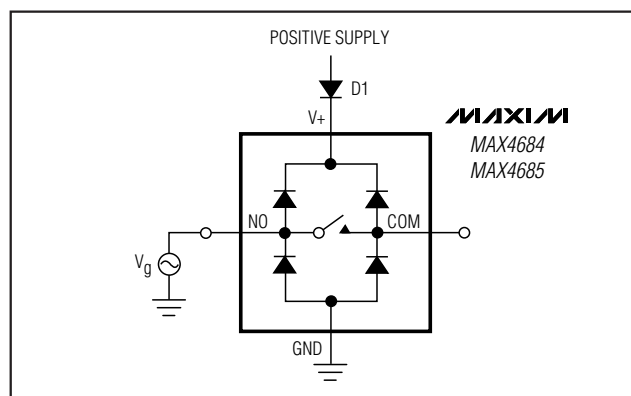 POSITIVE SUPPLY
D1
V+
MAXIM
MAX4684
MAX4685
NO
COM
Vg
GND